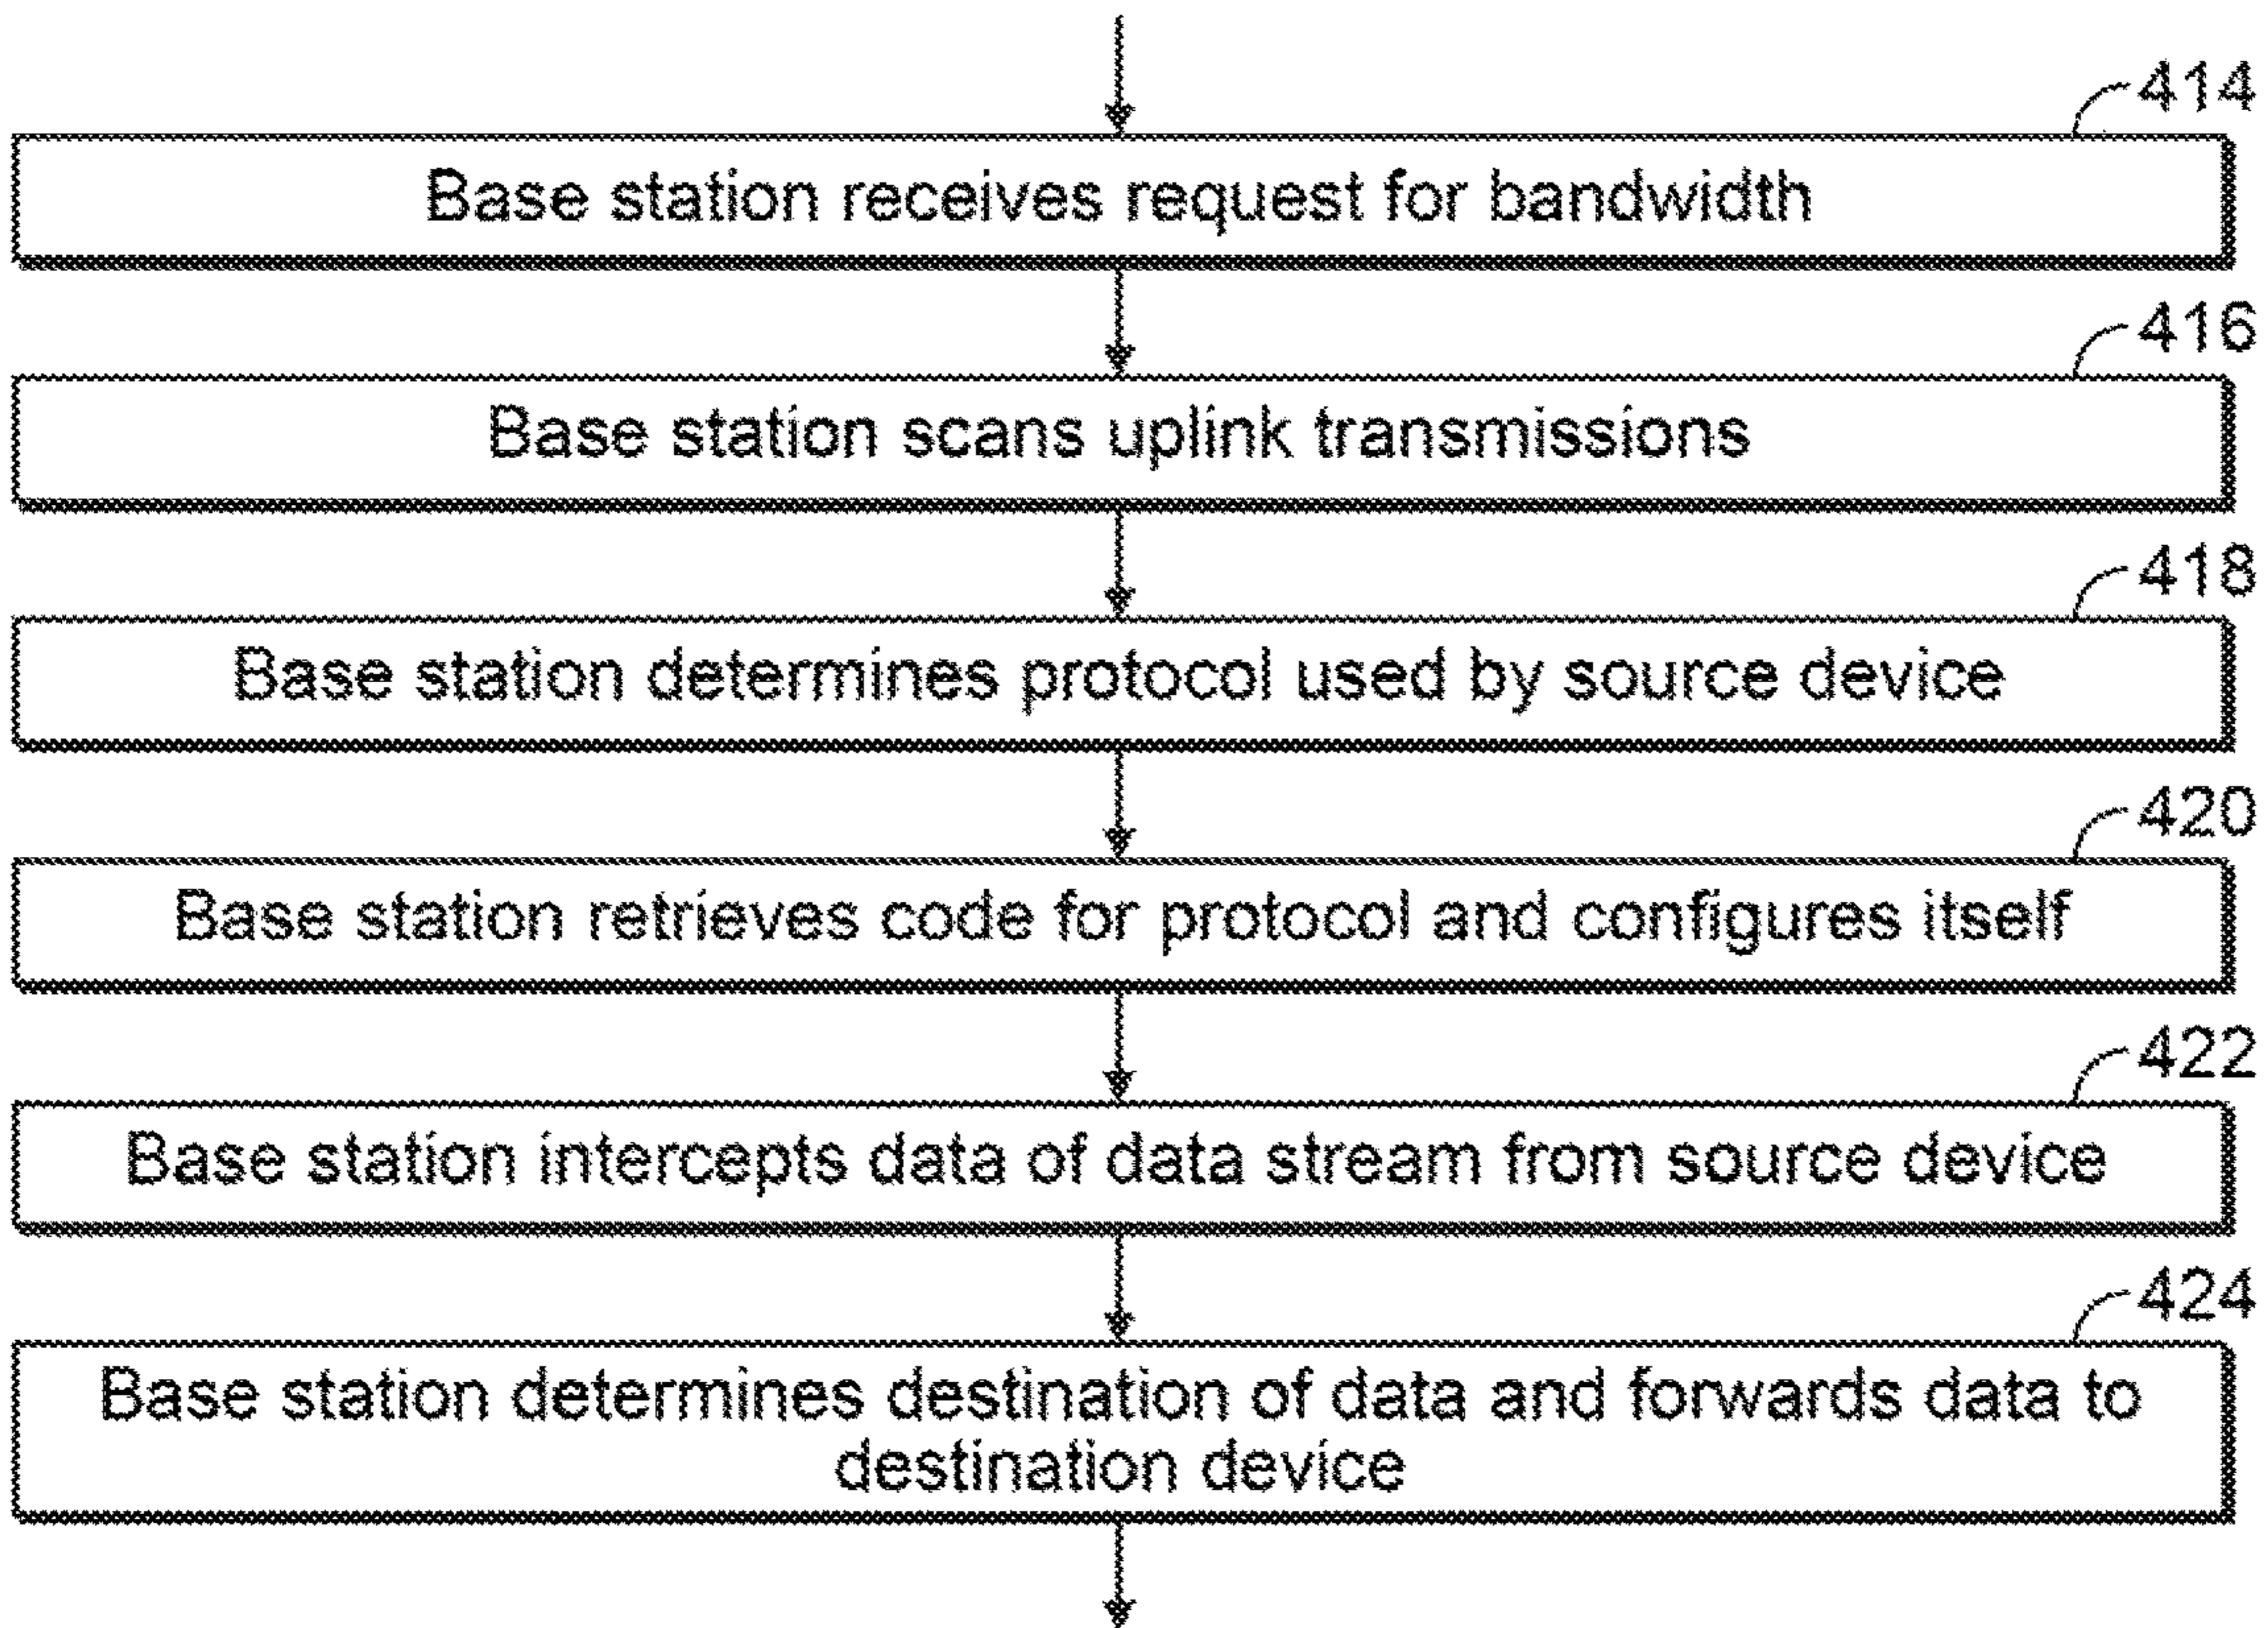 414
Base station receives request for bandwidth
416
Base station scans uplink transmissions
418
Base station determines protocol used by source device
420
Base station retrieves code for protocol and configures itself
422
Base station intercepts data of data stream from source device
424
Base station determines destination of data and forwards data to
destination device